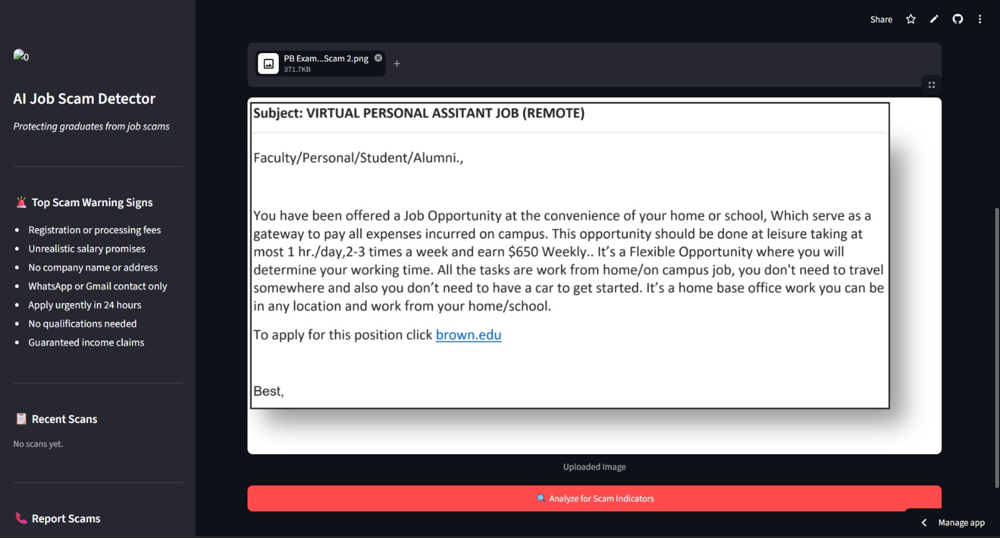 Share
0
AI Job Scam Detector
Protecting graduates from job scams
Top Scam Warning Signs
Registration or processing fees
Unrealistic salary promises
No company name or address
WhatsApp or Gmail contact only
Apply urgently in 24 hours
No qualifications needed
Guaranteed income claims
Recent Scans
No scans yet.
Report Scams
PB Exam...Scam 2.png
371.7KB
Subject: VIRTUAL PERSONAL ASSITANT JOB (REMOTE)
Faculty/Personal/Student/Alumni.,
You have been offered a Job Opportunity at the convenience of your home or school, Which serve as a
gateway to pay all expenses incurred on campus. This opportunity should be done at leisure taking at
most 1 hr./day,2-3 times a week and earn $650 Weekly.. It’s a Flexible Opportunity where you will
determine your working time. All the tasks are work from home/on campus job, you don't need to travel
somewhere and also you don’t need to have a car to get started. It’s a home base office work you can be
in any location and work from your home/school.
To apply for this position click brown.edu
Best,
Uploaded Image
Analyze for Scam Indicators
Manage app